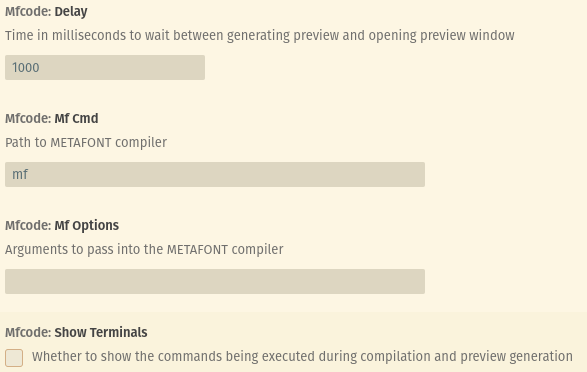 Mfcode: Delay
Time in milliseconds to wait between generating preview and opening preview window
1000
Mfcode: Mf Cmd
Path to METAFONT compiler
mf
Mfcode: Mf Options
Arguments to pass into the METAFONT compiler
Mfcode: Show Terminals
Whether to show the commands being executed during compilation and preview generation